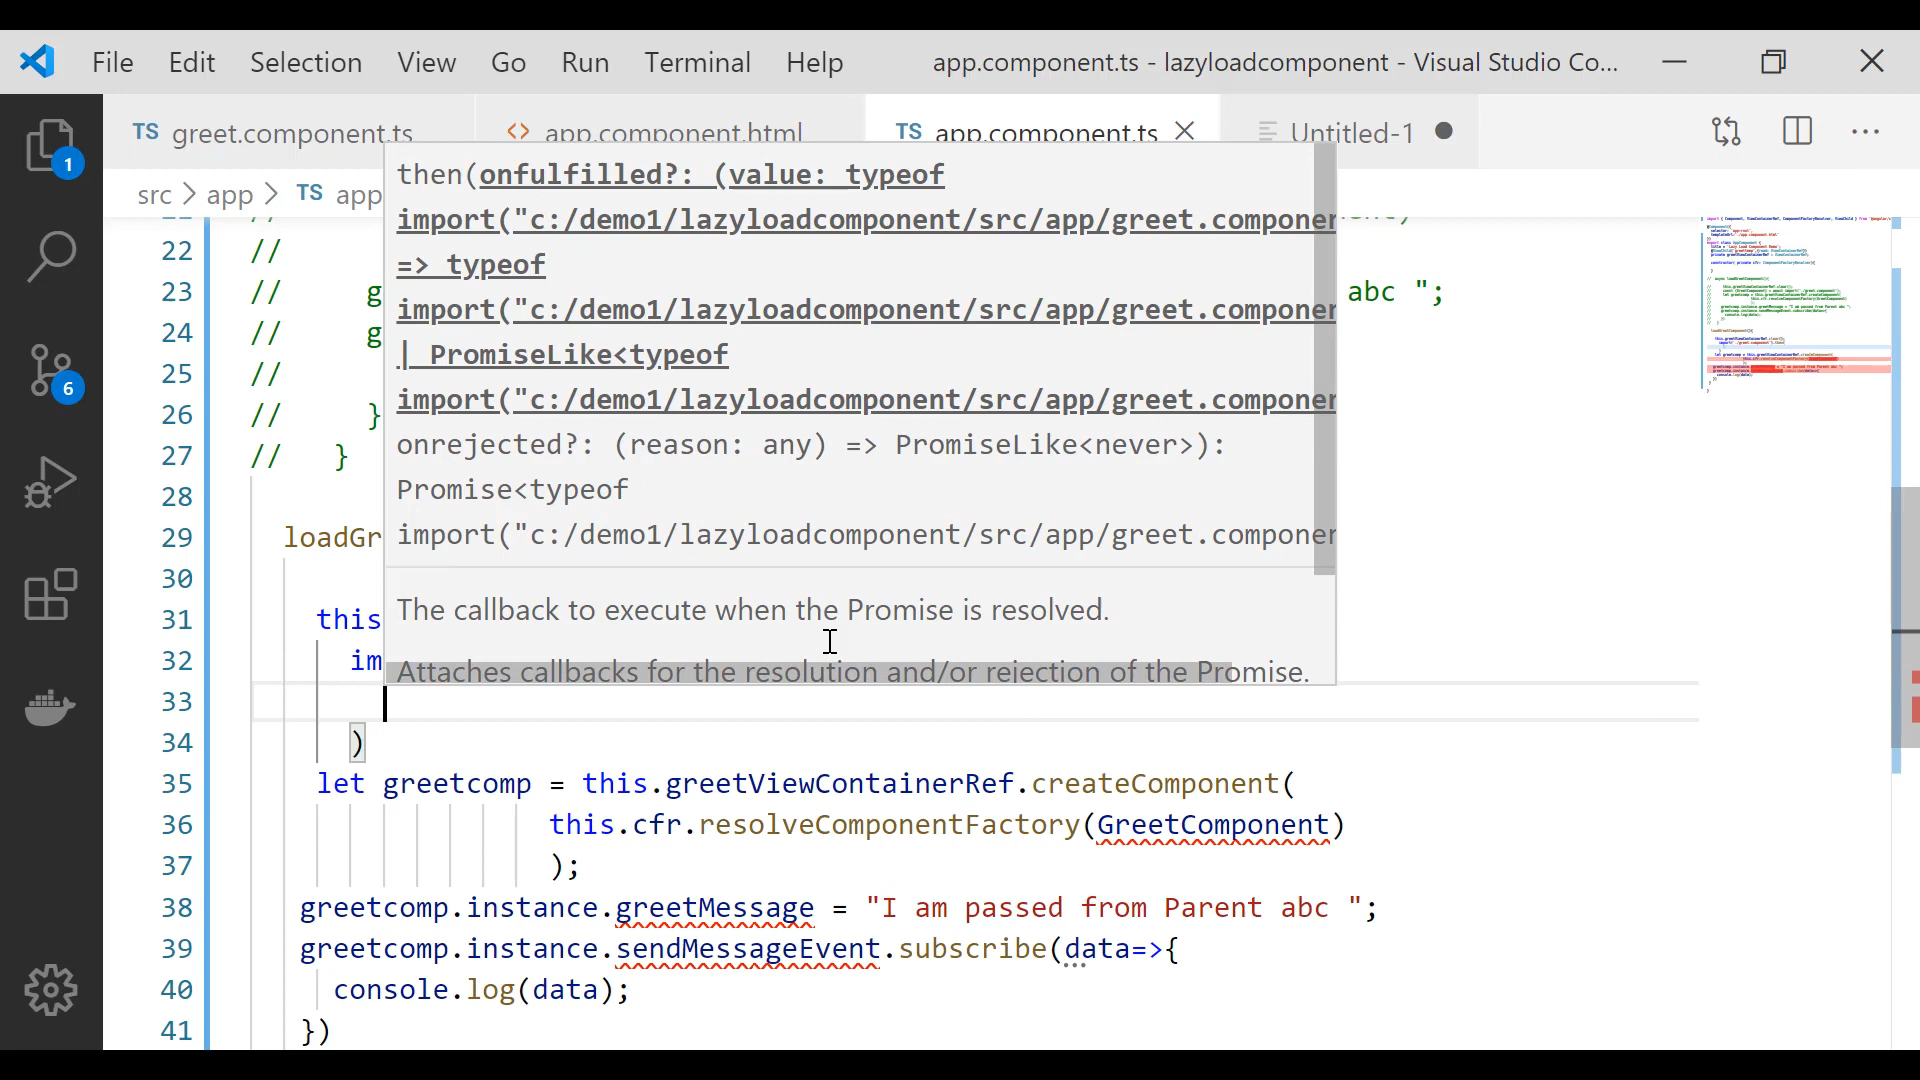 File Edit Selection View Go Run Terminal Help app.component.ts - lazyloadcomponent - Visual Studio Co...
TS greet.component.ts <> app.component.html TS app.component.ts Untitled-1
src > app > TS app
1
6
then(onfulfilled?: (value: typeof
import("c:/demo1/lazyloadcomponent/src/app/greet.componen
=> typeof
import("c:/demo1/lazyloadcomponent/src/app/greet.componen
| PromiseLike<typeof
import("c:/demo1/lazyloadcomponent/src/app/greet.componen
onrejected?: (reason: any) => PromiseLike<never>):
Promise<typeof
import("c:/demo1/lazyloadcomponent/src/app/greet.componen
The callback to execute when the Promise is resolved.
Attaches callbacks for the resolution and/or rejection of the Promise.
22 //
23 // g abc ";
24 // g
25 //
26 // }
27 // }
28
29 loadGr
30
31 this
32 im
33
34 )
35 let greetcomp = this.greetViewContainerRef.createComponent(
36 this.cfr.resolveComponentFactory(GreetComponent)
37 );
38 greetcomp.instance.greetMessage = "I am passed from Parent abc ";
39 greetcomp.instance.sendMessageEvent.subscribe(data=>{
40 console.log(data);
41 })